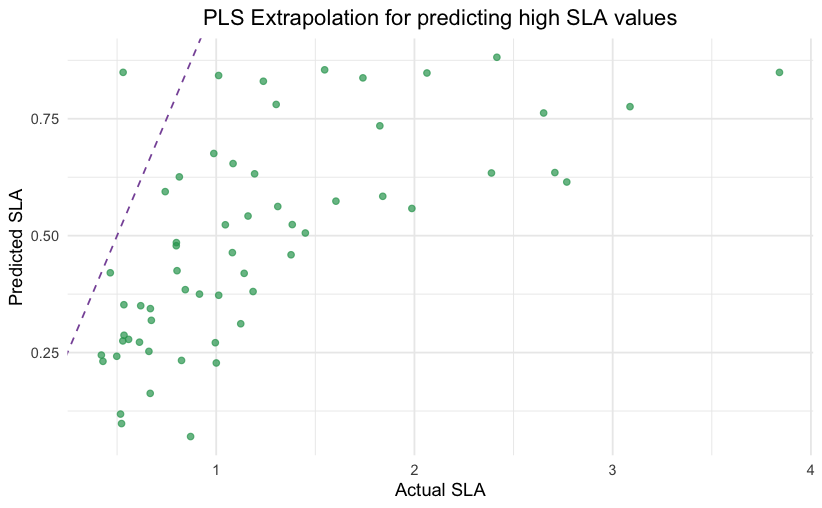 PLS Extrapolation for predicting high SLA values
0.75
0.50
0.25
Predicted SLA
1 2 3 4
Actual SLA